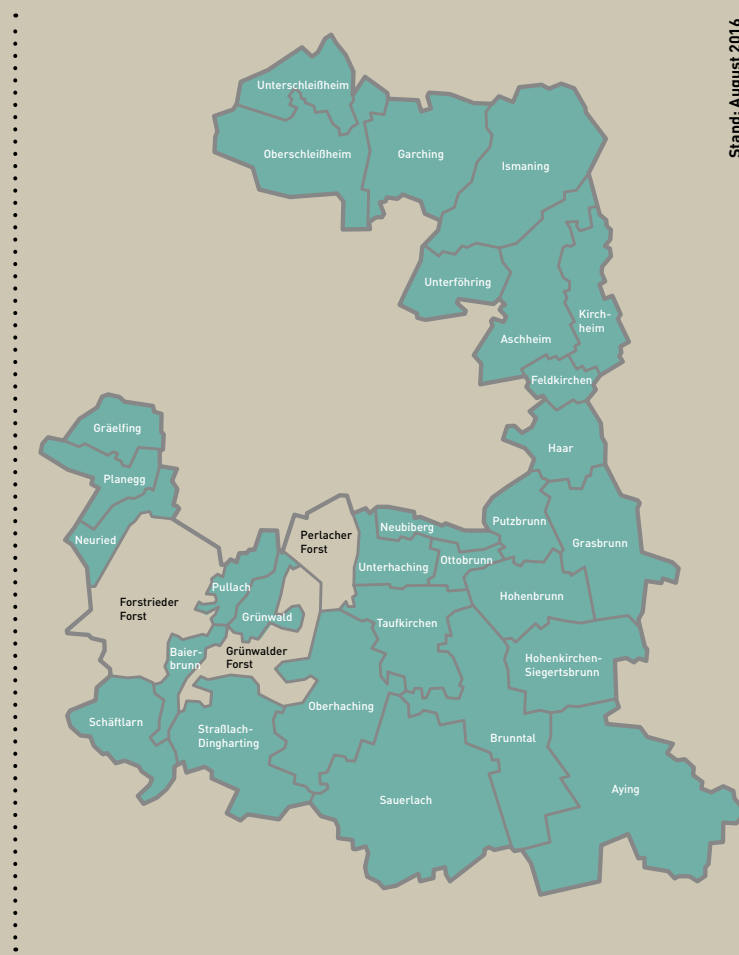 Stand: August 2016
Unterschleißheim
Oberschleißheim
Garching
Ismaning
Unterföhring
Kirch-
heim
Aschheim
Feldkirchen
Gräelfing
Haar
Planegg
Putzbrunn
Neubiberg
Perlacher
Forst
Neuried
Grasbrunn
Ottobrunn
Unterhaching
Pullach
Hohenbrunn
Forstrieder
Forst
Grünwald
Taufkirchen
Baier-
brunn
Grünwalder
Forst
Hohenkirchen-
Siegertsbrunn
Oberhaching
Schäftlarn
Straßlach-
Dingharting
Brunntal
Aying
Sauerlach